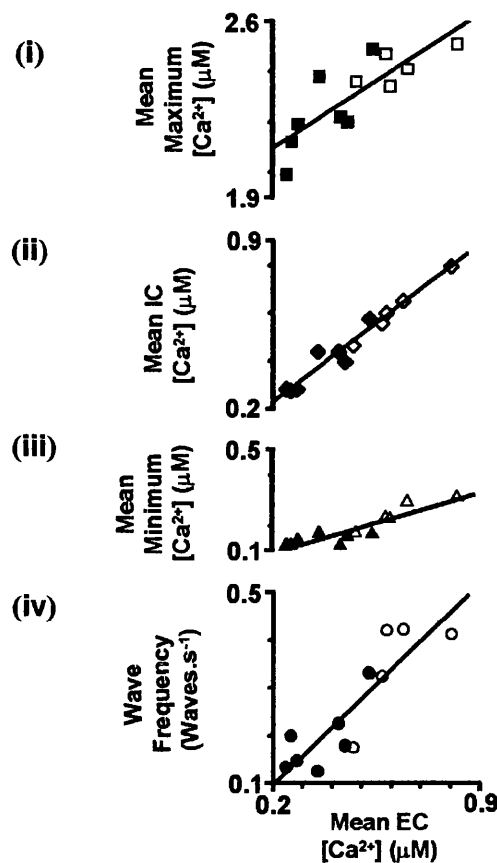 (i)
Mean
Maximum
[Ca²⁺] (µM)
2.6
1.9
(ii)
Mean IC
[Ca²⁺] (µM)
0.9
0.2
(iii)
Mean
Minimum
[Ca²⁺] (µM)
0.5
0.1
(iv)
Wave
Frequency
(Waves.s⁻¹)
0.5
0.1
0.2
0.9
Mean EC
[Ca²⁺] (µM)